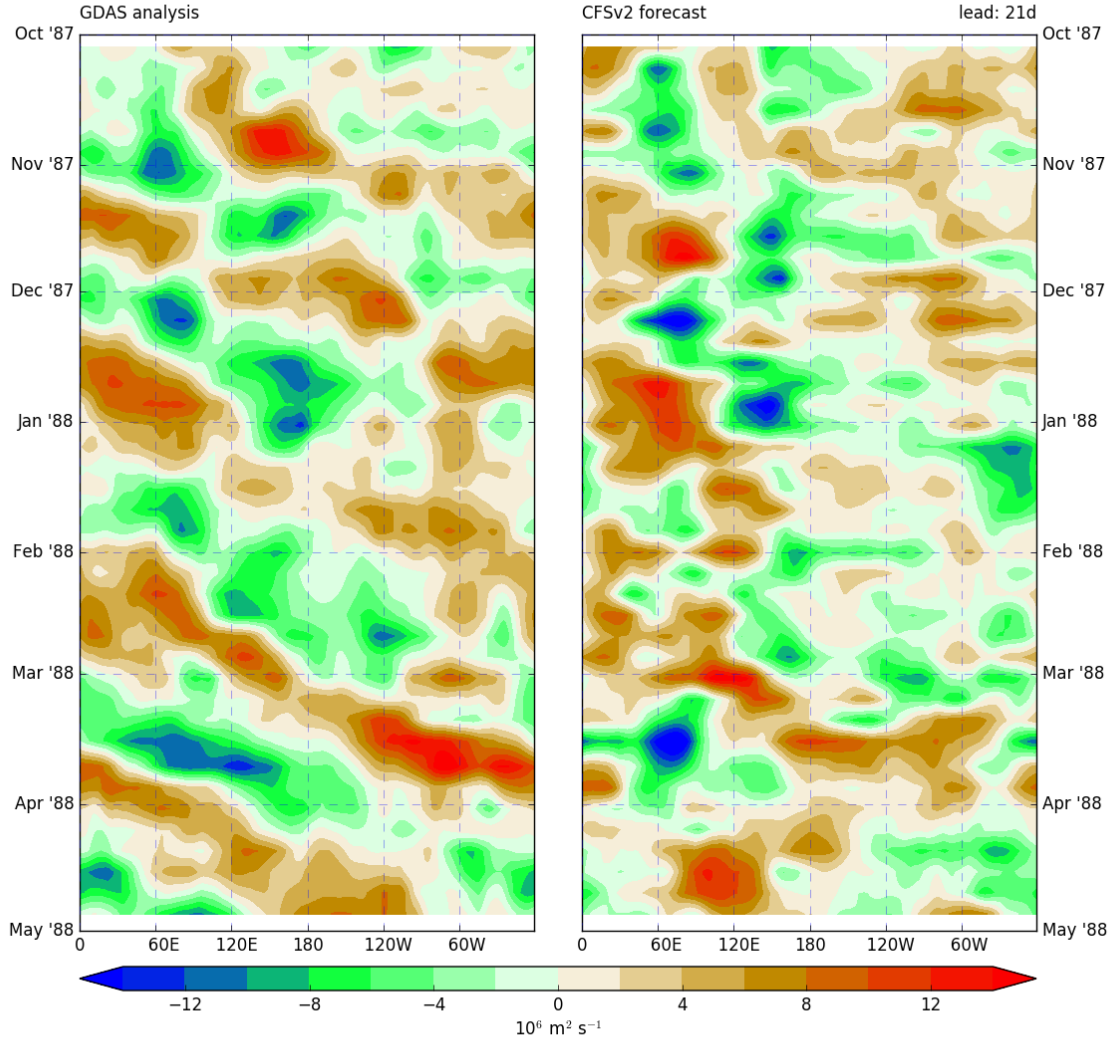 GDAS analysis
CFSv2 forecast
lead: 21d
Oct '87
Nov '87
Dec '87
Jan '88
Feb '88
Mar '88
Apr '88
May '88
0
60E
120E
180
120W
60W
Oct '87
Nov '87
Dec '87
Jan '88
Feb '88
Mar '88
Apr '88
May '88
0
60E
120E
180
120W
60W
−12
−8
−4
0
4
8
12
10⁶ m² s⁻¹